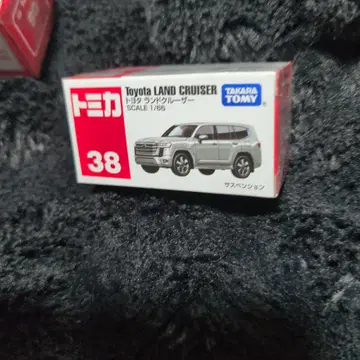 トミカ
Toyota LAND CRUISER
トヨタ ランドクルーザー
SCALE 1/66
TAKARA TOMY
38
サスペンション